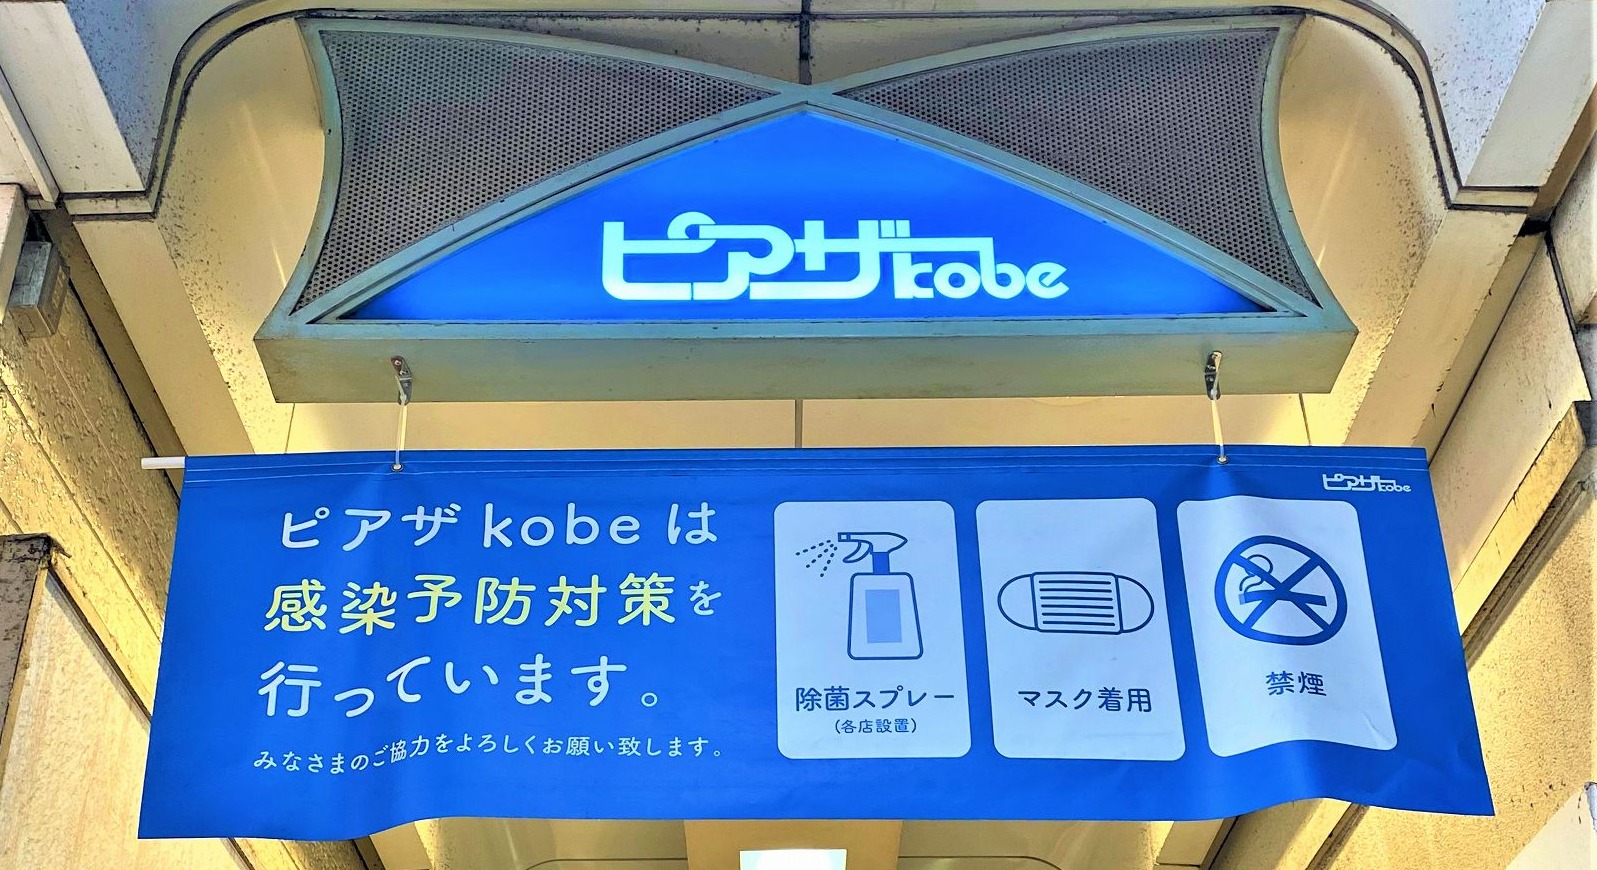 ピアザkobe
ピアザkobe
ピアザ kobe は
感染予防対策を
行っています。
みなさまのご協力をよろしくお願い致します。
除菌スプレー
(各店設置)
マスク着用
禁煙